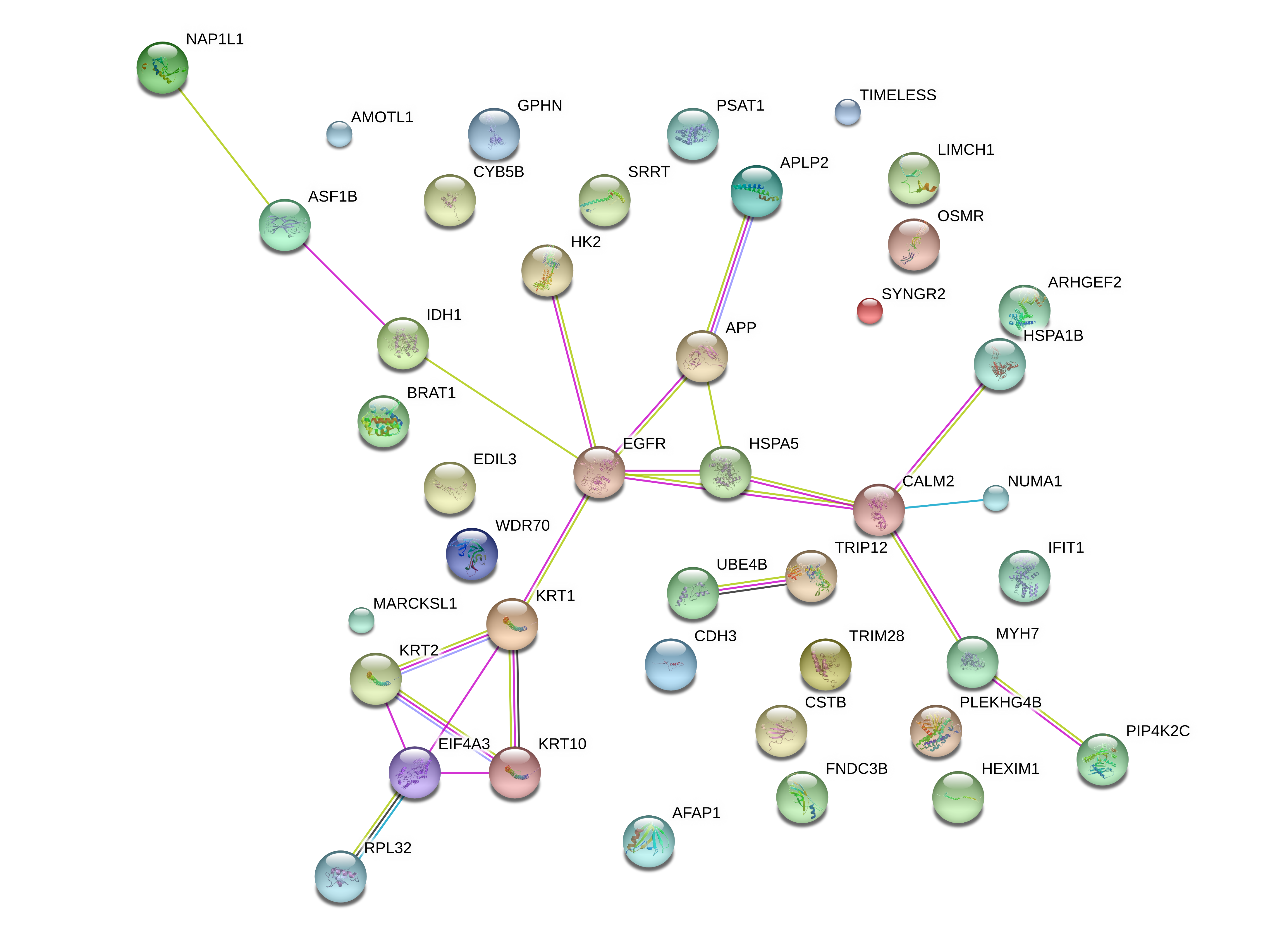 NAP1L1
TIMELESS
GPHN
PSAT1
AMOTL1
LIMCH1
APLP2
CYB5B
SRRT
ASF1B
OSMR
HK2
ARHGEF2
SYNGR2
IDH1
APP
HSPA1B
BRAT1
EGFR
HSPA5
EDIL3
CALM2
NUMA1
WDR70
TRIP12
IFIT1
UBE4B
KRT1
MARCKSL1
CDH3
TRIM28
MYH7
KRT2
CSTB
PLEKHG4B
PIP4K2C
EIF4A3
KRT10
FNDC3B
HEXIM1
AFAP1
RPL32